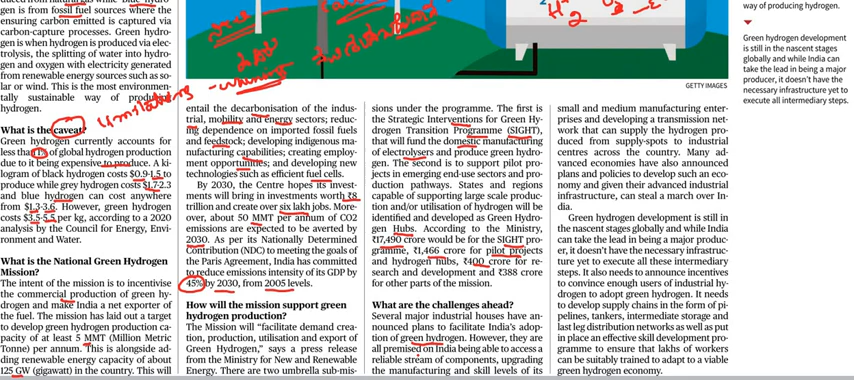 duced from natural gas while 'blue hydro-
gen is from fossil fuel sources where the
ensuring carbon emitted is captured via
carbon-capture processes. Green hydro-
gen is when hydrogen is produced via elec-
trolysis, the splitting of water into hydro-
gen and oxygen with electricity generated
from renewable energy sources such as so-
lar or wind. This is the most environmen-
tally sustainable way of producing
hydrogen.
What is the caveat?
Green hydrogen currently accounts for
less than 1% of global hydrogen production
due to it being expensive to produce. A ki-
logram of black hydrogen costs $0.9-1.5 to
produce while grey hydrogen costs $1.7-2.3
and blue hydrogen can cost anywhere
from $1.3-3.6. However, green hydrogen
costs $3.5-5.5 per kg, according to a 2020
analysis by the Council for Energy, Envi-
ronment and Water.
What is the National Green Hydrogen
Mission?
The intent of the mission is to incentivise
the commercial production of green hy-
drogen and make India a net exporter of
the fuel. The mission has laid out a target
to develop green hydrogen production ca-
pacity of at least 5 MMT (Million Metric
Tonne) per annum. This is alongside ad-
ding renewable energy capacity of about
125 GW (gigawatt) in the country. This will
limitations
H
2
GETTY IMAGES
entail the decarbonisation of the indus-
trial, mobility and energy sectors; reduc-
ing dependence on imported fossil fuels
and feedstock; developing indigenous ma-
nufacturing capabilities; creating employ-
ment opportunities; and developing new
technologies such as efficient fuel cells.
By 2030, the Centre hopes its invest-
ments will bring in investments worth ₹8
trillion and create over six lakh jobs. Moreo-
ver, about 50 MMT per annum of CO2
emissions are expected to be averted by
2030. As per its Nationally Determined
Contribution (NDC) to meeting the goals of
the Paris Agreement, India has committed
to reduce emissions intensity of its GDP by
45% by 2030, from 2005 levels.
How will the mission support green
hydrogen production?
The Mission will "facilitate demand crea-
tion, production, utilisation and export of
Green Hydrogen," says a press release
from the Ministry for New and Renewable
Energy. There are two umbrella sub-mis-
sions under the programme. The first is
the Strategic Interventions for Green Hy-
drogen Transition Programme (SIGHT),
that will fund the domestic manufacturing
of electrolysers and produce green hydro-
gen. The second is to support pilot pro-
jects in emerging end-use sectors and pro-
duction pathways. States and regions
capable of supporting large scale produc-
tion and/or utilisation of hydrogen will be
identified and developed as Green Hydro-
gen Hubs. According to the Ministry,
₹17,490 crore would be for the SIGHT pro-
gramme, ₹1,466 crore for pilot projects
and hydrogen hubs, ₹400 crore for re-
search and development and ₹388 crore
for other parts of the mission.
What are the challenges ahead?
Several major industrial houses have an-
nounced plans to facilitate India's adop-
tion of green hydrogen. However, they are
all premised on India being able to access a
reliable stream of components, upgrading
the manufacturing and skill levels of its
small and medium manufacturing enter-
prises and developing a transmission net-
work that can supply the hydrogen pro-
duced from supply-spots to industrial
centres across the country. Many ad-
vanced economies have also announced
plans and policies to develop such an eco-
nomy and given their advanced industrial
infrastructure, can steal a march over In-
dia.
Green hydrogen development is still in
the nascent stages globally and while India
can take the lead in being a major produc-
er, it doesn't have the necessary infrastruc-
ture yet to execute all these intermediary
steps. It also needs to announce incentives
to convince enough users of industrial hy-
drogen to adopt green hydrogen. It needs
to develop supply chains in the form of pi-
pelines, tankers, intermediate storage and
last leg distribution networks as well as put
in place an effective skill development pro-
gramme to ensure that lakhs of workers
can be suitably trained to adapt to a viable
green hydrogen economy.
way of producing hydrogen.
Green hydrogen development
is still in the nascent stages
globally and while India can
take the lead in being a major
producer, it doesn't have the
necessary infrastructure yet to
execute all intermediary steps.